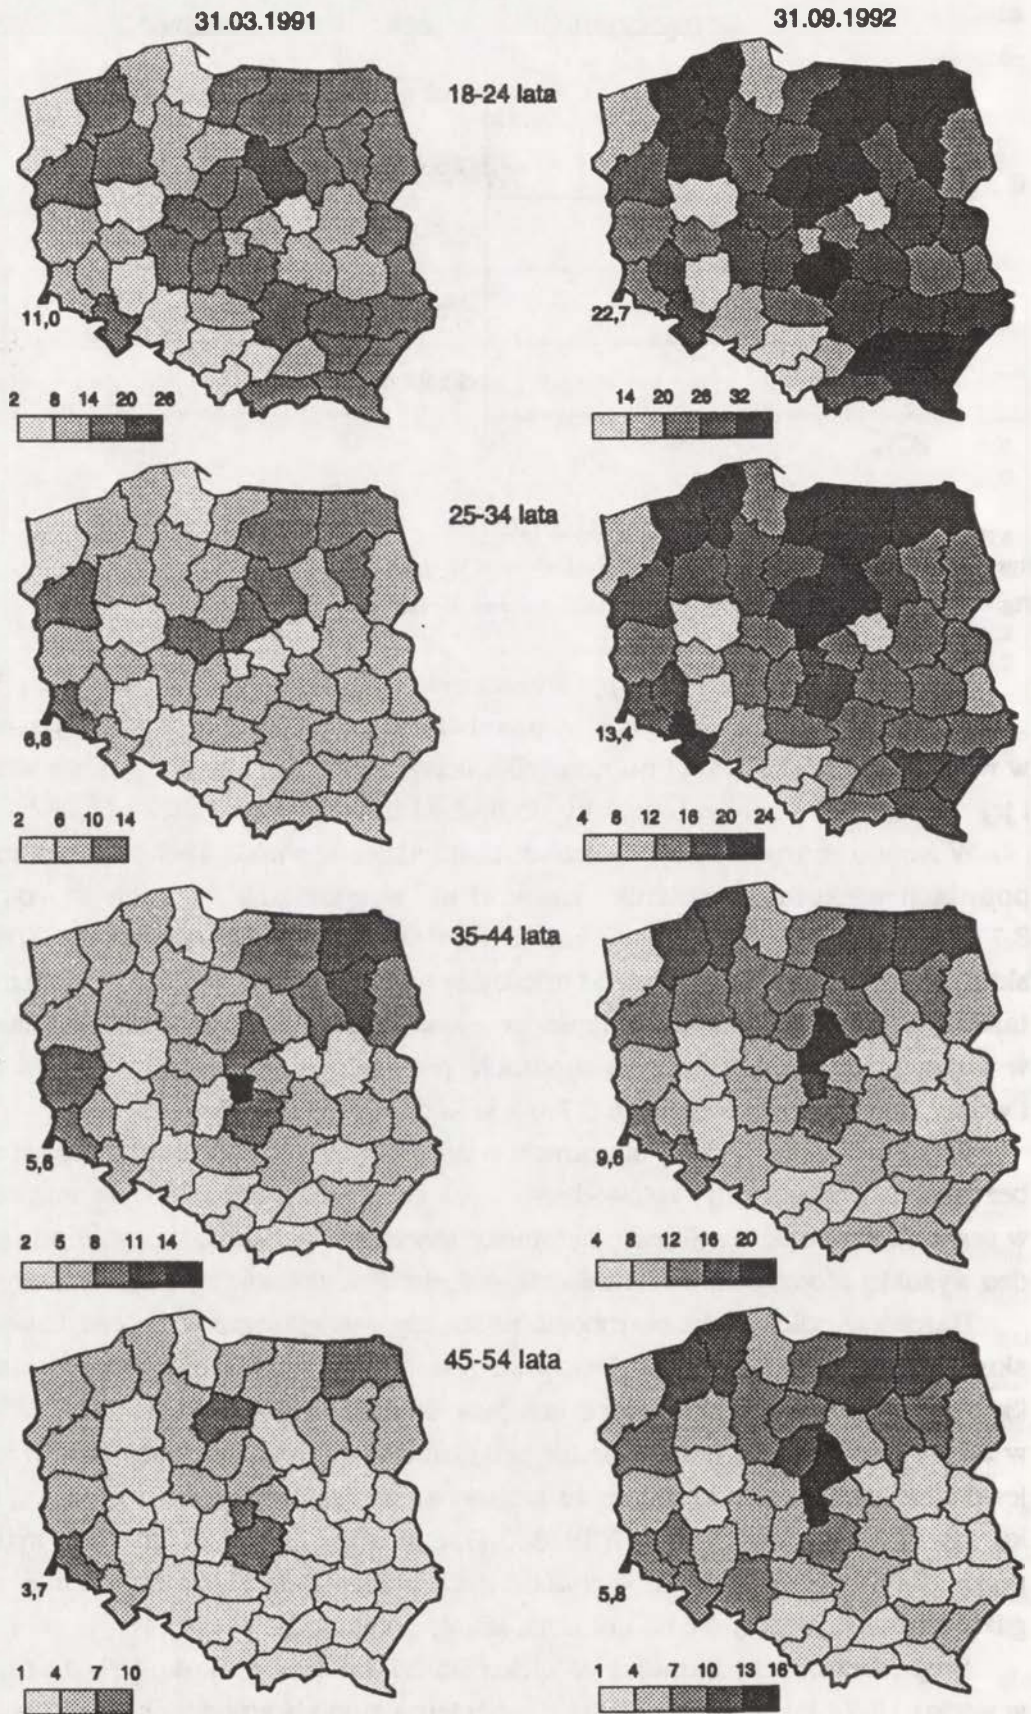 31.03.1991
31.09.1992
18-24 lata
11,0
22,7
2 8 14 20 26
14 20 26 32
25-34 lata
6,8
13,4
2 6 10 14
4 8 12 16 20 24
35-44 lata
5,6
9,6
2 5 8 11 14
4 8 12 16 20
45-54 lata
3,7
5,8
1 4 7 10
1 4 7 10 13 16